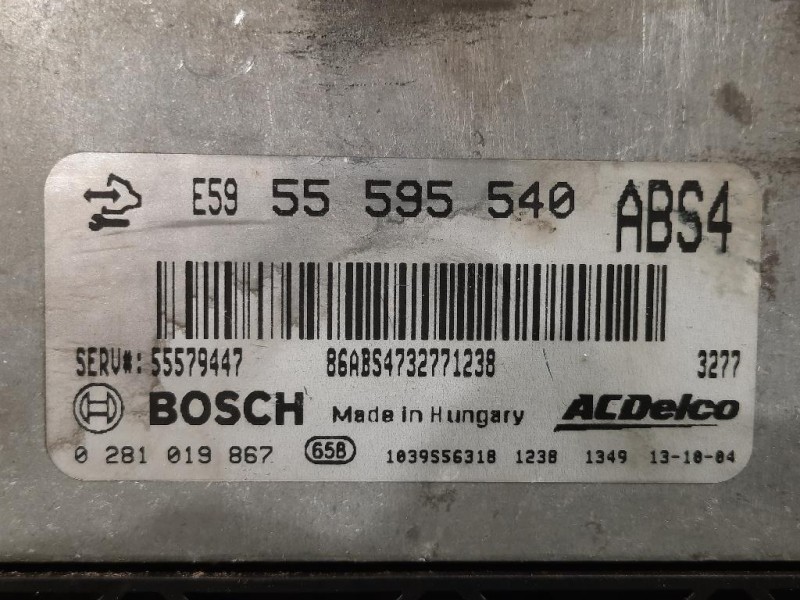 E59 55 595 540 ABS4
SERV#: 55579447 86ABS4732771238 3277
BOSCH Made in Hungary ACDelco
0 281 019 867 658 1039S56318 1238 1349 13-10-04